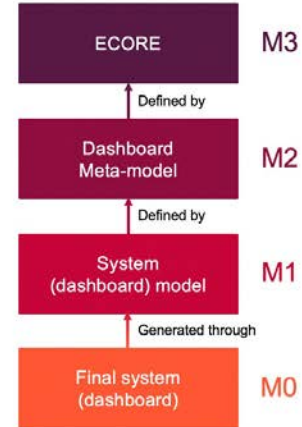 ECORE
M3
Defined by
Dashboard
Meta-model
M2
Defined by
System
(dashboard) model
M1
Generated through
Final system
(dashboard)
M0